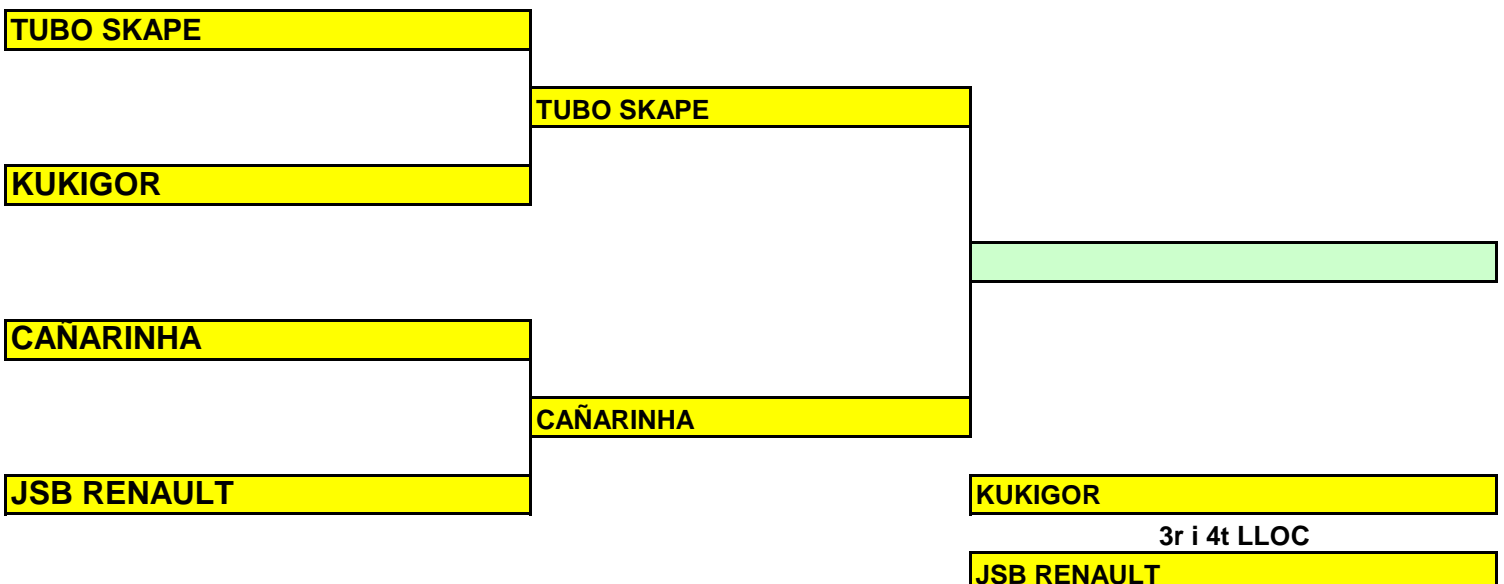 TUBO SKAPE
TUBO SKAPE
KUKIGOR
CAÑARINHA
CAÑARINHA
JSB RENAULT
KUKIGOR
3r i 4t LLOC
JSB RENAULT